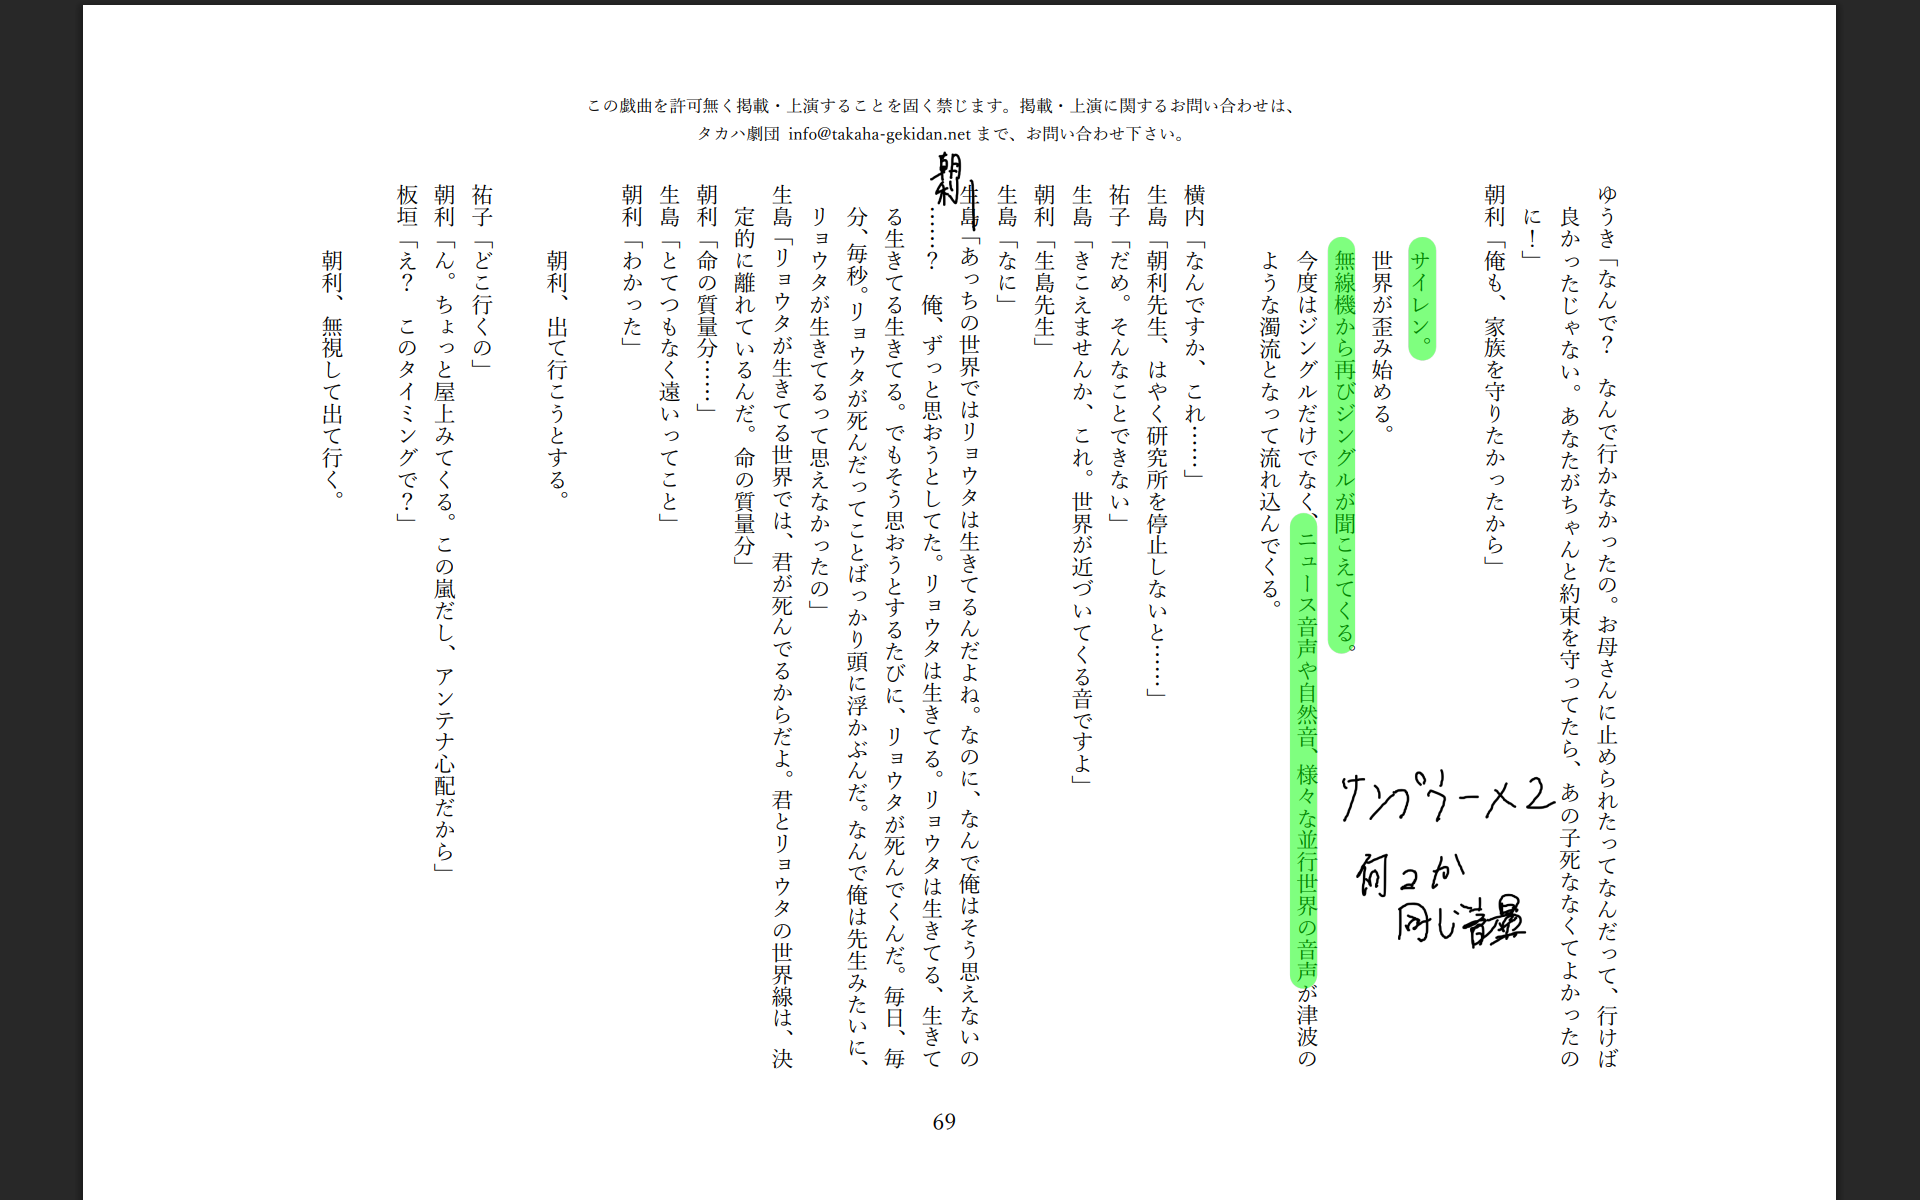 この戯曲を許可無く掲載・上演することを固く禁じます。掲載・上演に関するお問い合わせは、
タカハ劇団 info@takaha-gekidan.net まで、お問い合わせ下さい。
ゆうき「なんで？　なんで行かなかったの。お母さんに止められたってなんだって、行けば
良かったじゃない。あなたがちゃんと約束を守ってたら、あの子死ななくてよかったの
に！」
朝利「俺も、家族を守りたかったから」
サイレン。
世界が歪み始める。
無線機から再びジングルが聞こえてくる。
今度はジングルだけでなく、ニュース音声や自然音、様々な並行世界の音声が津波の
ような濁流となって流れ込んでくる。
サンプラー×2
何コか
同じ音量
横内「なんですか、これ……」
生島「朝利先生、はやく研究所を停止しないと……」
祐子「だめ。そんなことできない」
生島「きこえませんか、これ。世界が近づいてくる音ですよ」
朝利「生島先生」
生島「なに」
朝利
生島「あっちの世界ではリョウタは生きてるんだよね。なのに、なんで俺はそう思えないの
……？　俺、ずっと思おうとしてた。リョウタは生きてる。リョウタは生きてる、生きて
る生きてる生きてる。でもそう思おうとするたびに、リョウタが死んでくんだ。毎日、毎
分、毎秒。リョウタが死んだってことばっかり頭に浮かぶんだ。なんで俺は先生みたいに、
リョウタが生きてるって思えなかったの」
生島「リョウタが生きてる世界では、君が死んでるからだよ。君とリョウタの世界線は、決
定的に離れているんだ。命の質量分」
朝利「命の質量分……」
生島「とてつもなく遠いってこと」
朝利「わかった」
朝利、出て行こうとする。
祐子「どこ行くの」
朝利「ん。ちょっと屋上みてくる。この嵐だし、アンテナ心配だから」
板垣「え？　このタイミングで？」
朝利、無視して出て行く。
69